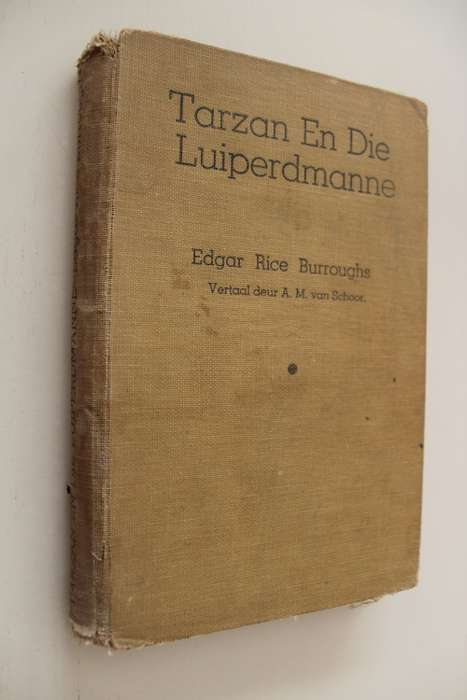 Tarzan En Die
Luiperdmanne
Edgar Rice Burroughs
Vertaal deur A. M. van Schoor.